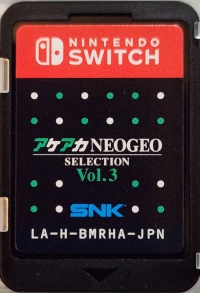 NINTENDO
SWITCH
アケアカNEOGEO
SELECTION
Vol.3
SNK
LA-H-BMRHA-JPN